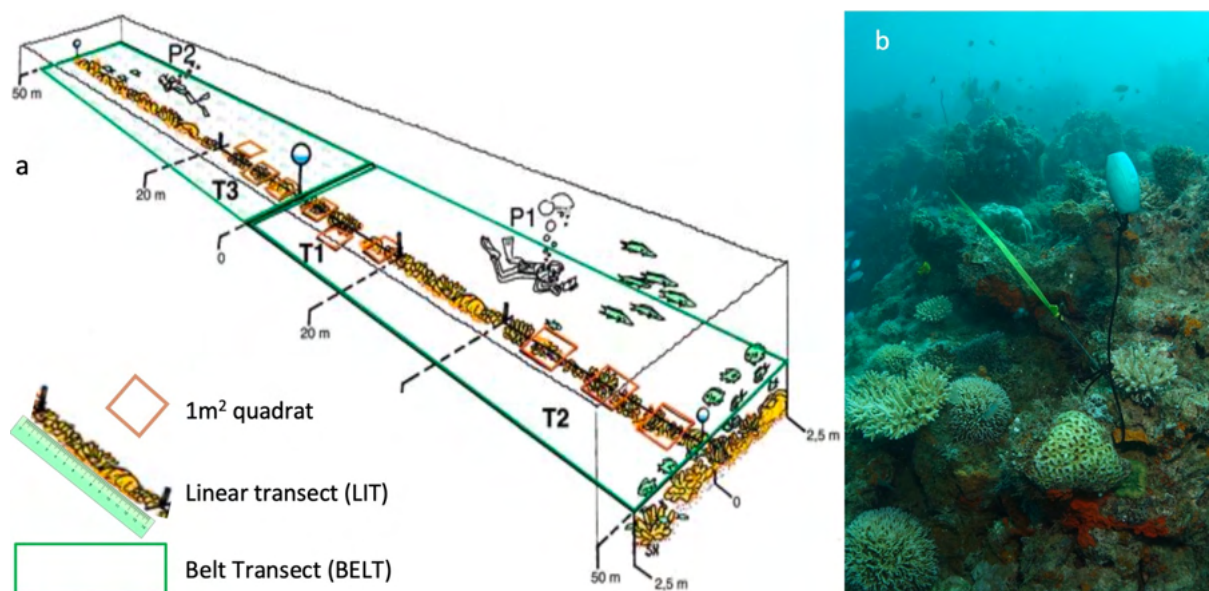 a
P2
50 m
20 m
T3
0
T1
P1
20 m
T2
2,5 m
0
50 m
2,5 m
SN
1m² quadrat
Linear transect (LIT)
Belt Transect (BELT)
b